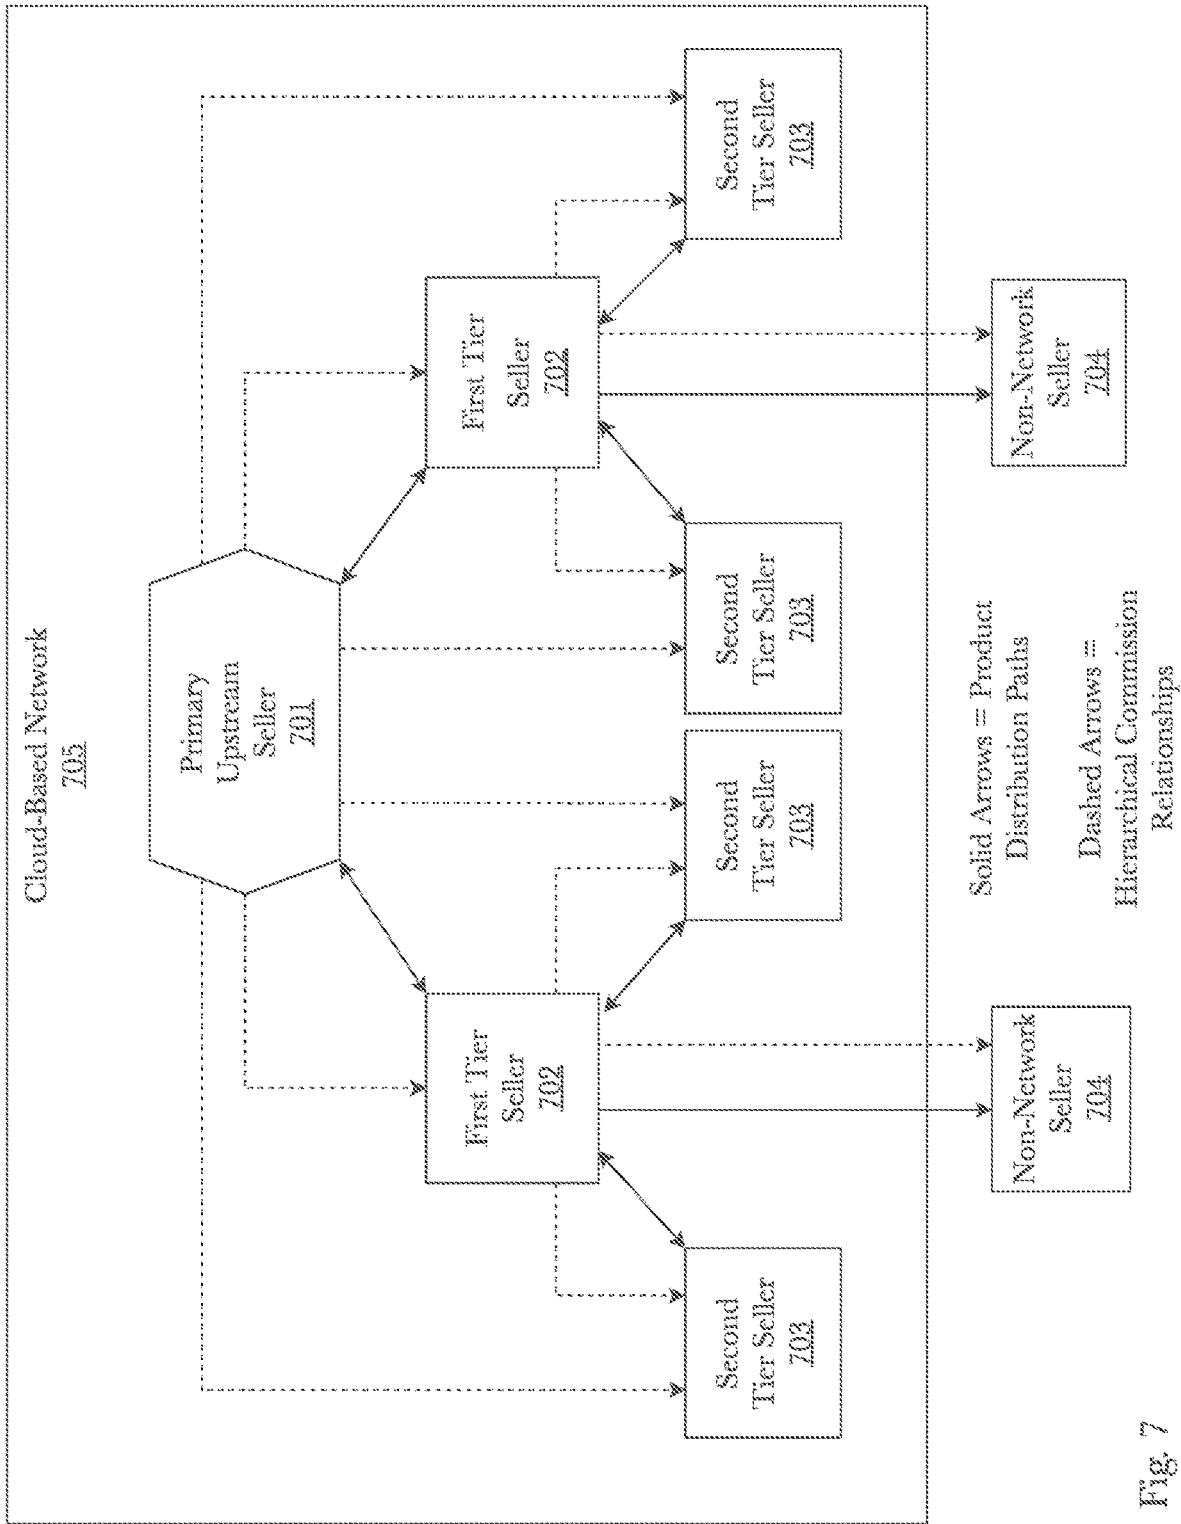 Cloud-Based Network
705
Primary
Upstream
Seller
701
First Tier
Seller
702
First Tier
Seller
702
Second
Tier Seller
703
Second
Tier Seller
703
Second
Tier Seller
703
Second
Tier Seller
703
Non-Network
Seller
704
Non-Network
Seller
704
Solid Arrows = Product
Distribution Paths
Dashed Arrows =
Hierarchical Commission
Relationships
Fig. 7